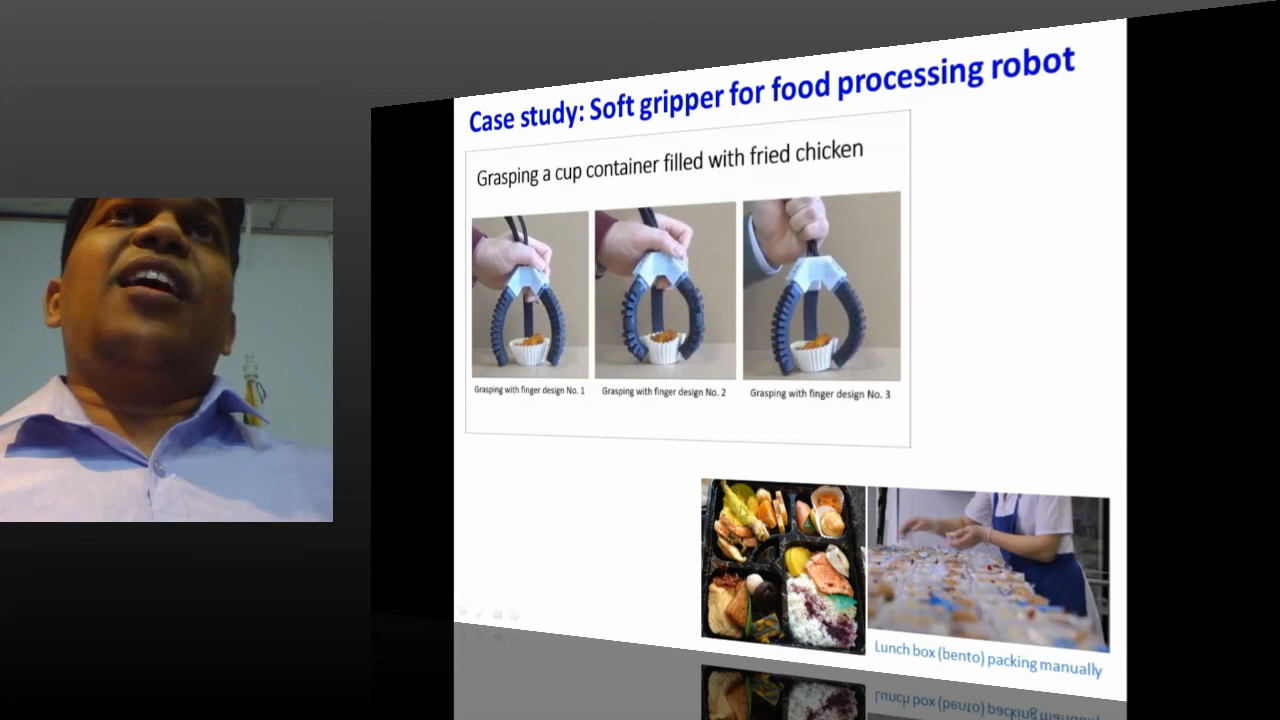 Case study: Soft gripper for food processing robot
Grasping a cup container filled with fried chicken
Grasping with finger design No. 1
Grasping with finger design No. 2
Grasping with finger design No. 3
Lunch box (bento) packing manually